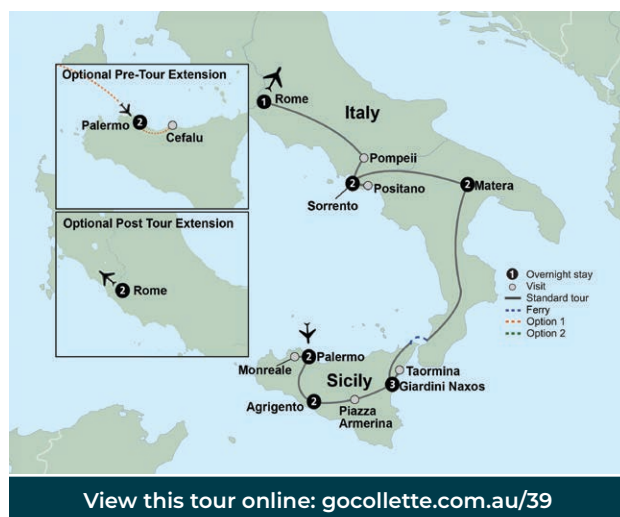 Optional Pre-Tour Extension
Palermo
2
Cefalu
Optional Post Tour Extension
2
Rome
1
Rome
Italy
Pompeii
2
Positano
Sorrento
2
Matera
1 Overnight stay
Visit
Standard tour
Ferry
Option 1
Option 2
2
Palermo
Monreale
Sicily
Taormina
3
Giardini Naxos
Agrigento
2
Piazza
Armerina
View this tour online: gocollette.com.au/39